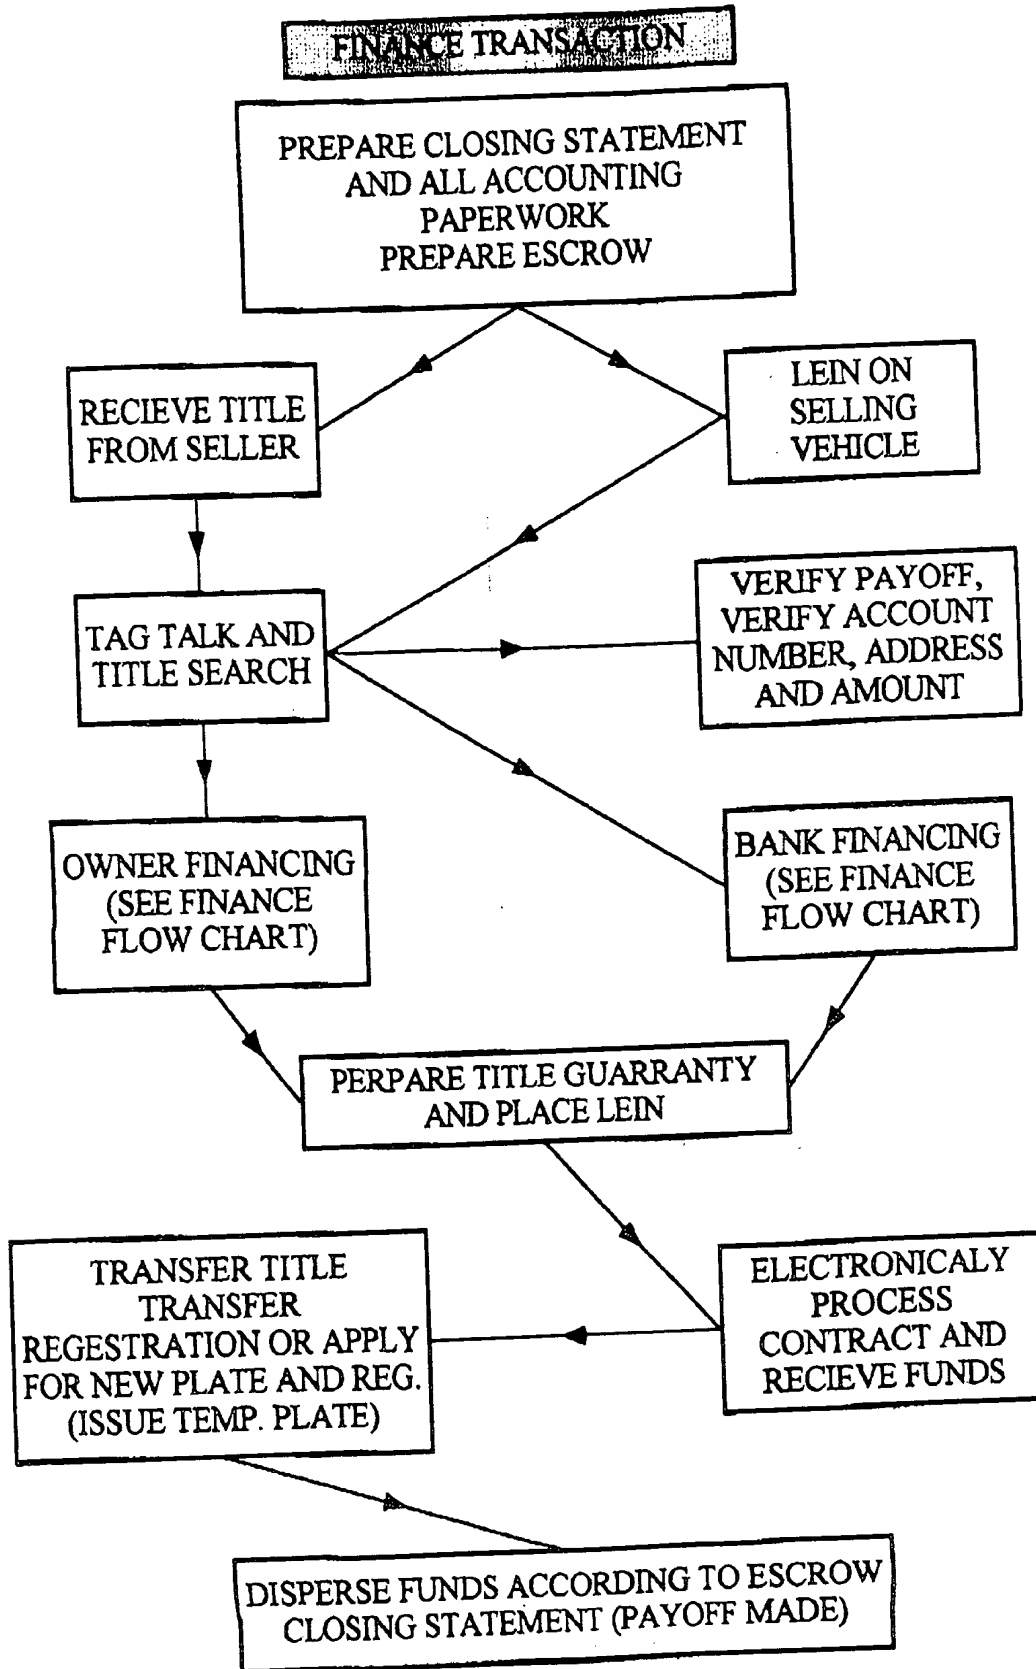 FINANCE TRANSACTION
PREPARE CLOSING STATEMENT
AND ALL ACCOUNTING
PAPERWORK
PREPARE ESCROW
RECIEVE TITLE
FROM SELLER
LEIN ON
SELLING
VEHICLE
TAG TALK AND
TITLE SEARCH
VERIFY PAYOFF,
VERIFY ACCOUNT
NUMBER, ADDRESS
AND AMOUNT
OWNER FINANCING
(SEE FINANCE
FLOW CHART)
BANK FINANCING
(SEE FINANCE
FLOW CHART)
PERPARE TITLE GUARRANTY
AND PLACE LEIN
TRANSFER TITLE
TRANSFER
REGESTRATION OR APPLY
FOR NEW PLATE AND REG.
(ISSUE TEMP. PLATE)
ELECTRONICALY
PROCESS
CONTRACT AND
RECIEVE FUNDS
DISPERSE FUNDS ACCORDING TO ESCROW
CLOSING STATEMENT (PAYOFF MADE)